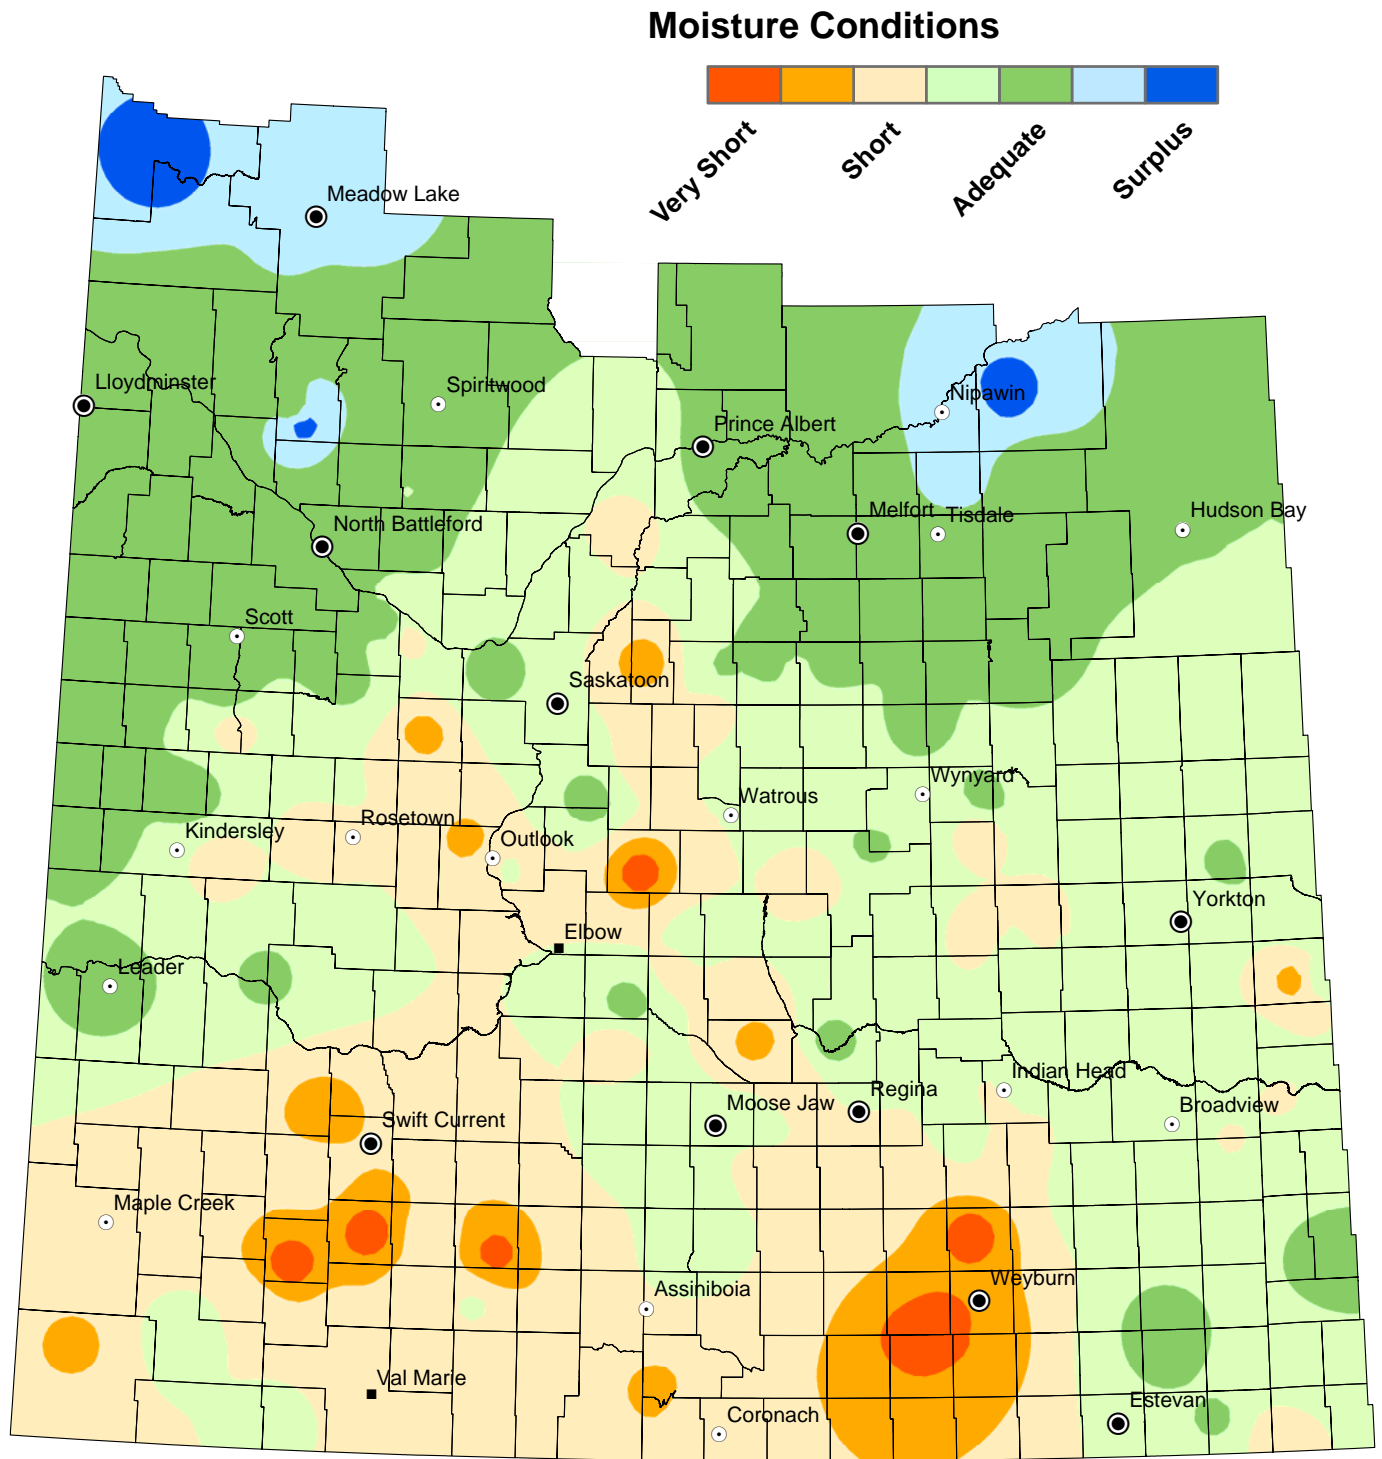 Moisture Conditions
Very Short
Short
Adequate
Surplus
Meadow Lake
Lloydminster
Spiritwood
Nipawin
Prince Albert
North Battleford
Melfort
Tisdale
Hudson Bay
Scott
Saskatoon
Wynyard
Watrous
Kindersley
Rosetown
Outlook
Yorkton
Elbow
Leader
Indian Head
Moose Jaw
Regina
Broadview
Swift Current
Maple Creek
Weyburn
Assiniboia
Val Marie
Estevan
Coronach